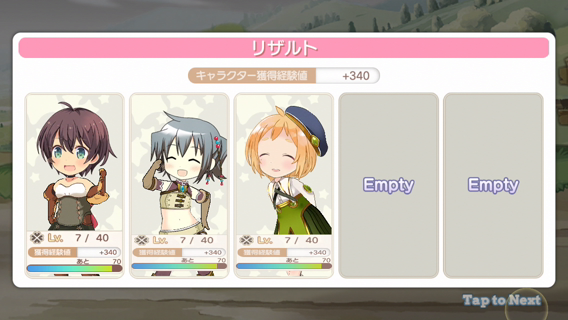 リザルト
キャラクター獲得経験値 +340
Lv. 7 / 40
獲得経験値 +340
あと 70
Lv. 7 / 40
獲得経験値 +340
あと 70
Lv. 7 / 40
獲得経験値 +340
あと 70
Empty
Empty
Tap to Next